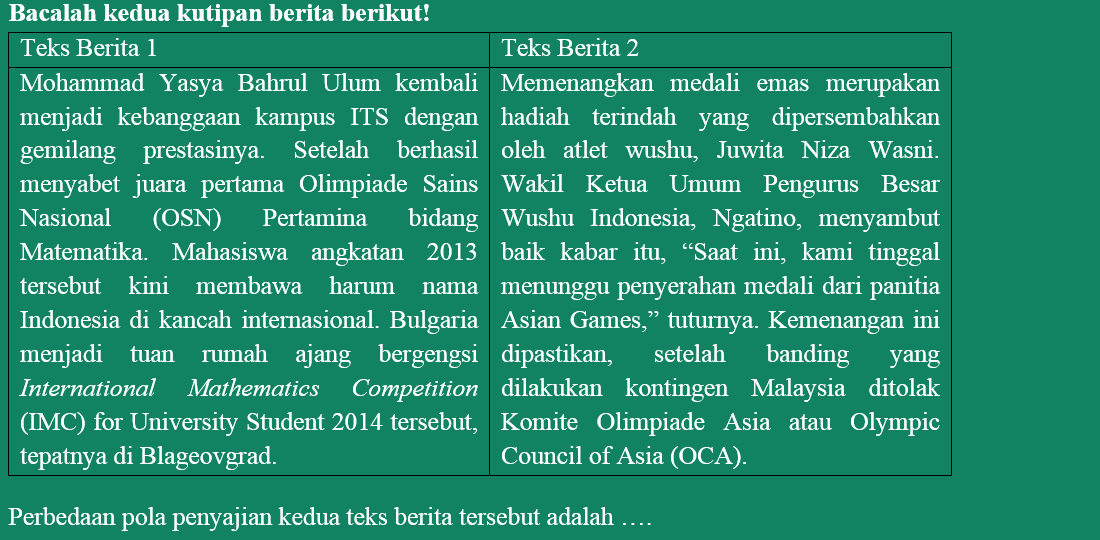 Bacalah kedua kutipan berita berikut!
Teks Berita 1
Mohammad Yasya Bahrul Ulum kembali
menjadi kebanggaan kampus ITS dengan
gemilang prestasinya. Setelah berhasil
menyabet juara pertama Olimpiade Sains
Nasional (OSN) Pertamina bidang
Matematika. Mahasiswa angkatan 2013
tersebut kini membawa harum nama
Indonesia di kancah internasional. Bulgaria
menjadi tuan rumah ajang bergengsi
International Mathematics Competition
(IMC) for University Student 2014 tersebut,
tepatnya di Blageovgrad.
Teks Berita 2
Memenangkan medali emas merupakan
hadiah terindah yang dipersembahkan
oleh atlet wushu, Juwita Niza Wasni.
Wakil Ketua Umum Pengurus Besar
Wushu Indonesia, Ngatino, menyambut
baik kabar itu, “Saat ini, kami tinggal
menunggu penyerahan medali dari panitia
Asian Games,” tuturnya. Kemenangan ini
dipastikan, setelah banding yang
dilakukan kontingen Malaysia ditolak
Komite Olimpiade Asia atau Olympic
Council of Asia (OCA).
Perbedaan pola penyajian kedua teks berita tersebut adalah ….